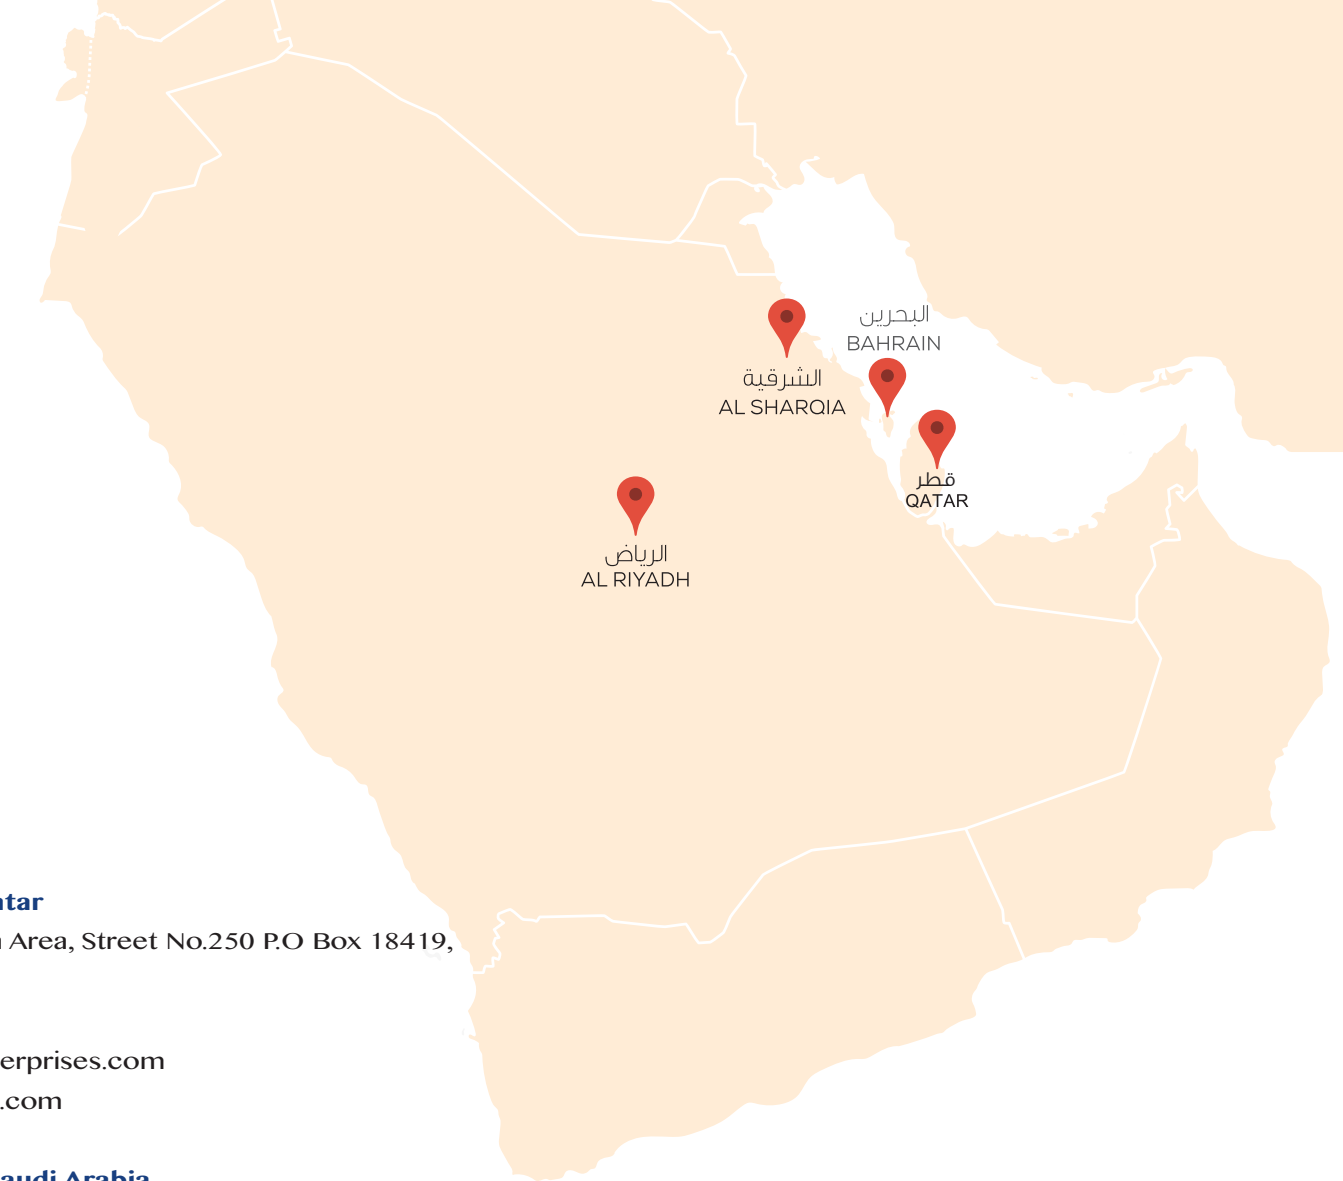 البحرين
BAHRAIN
الشرقية
AL SHARQIA
قطر
QATAR
الرياض
AL RIYADH
Area, Street No.250 P.O Box 18419,
erprises.com
.com
Arabia